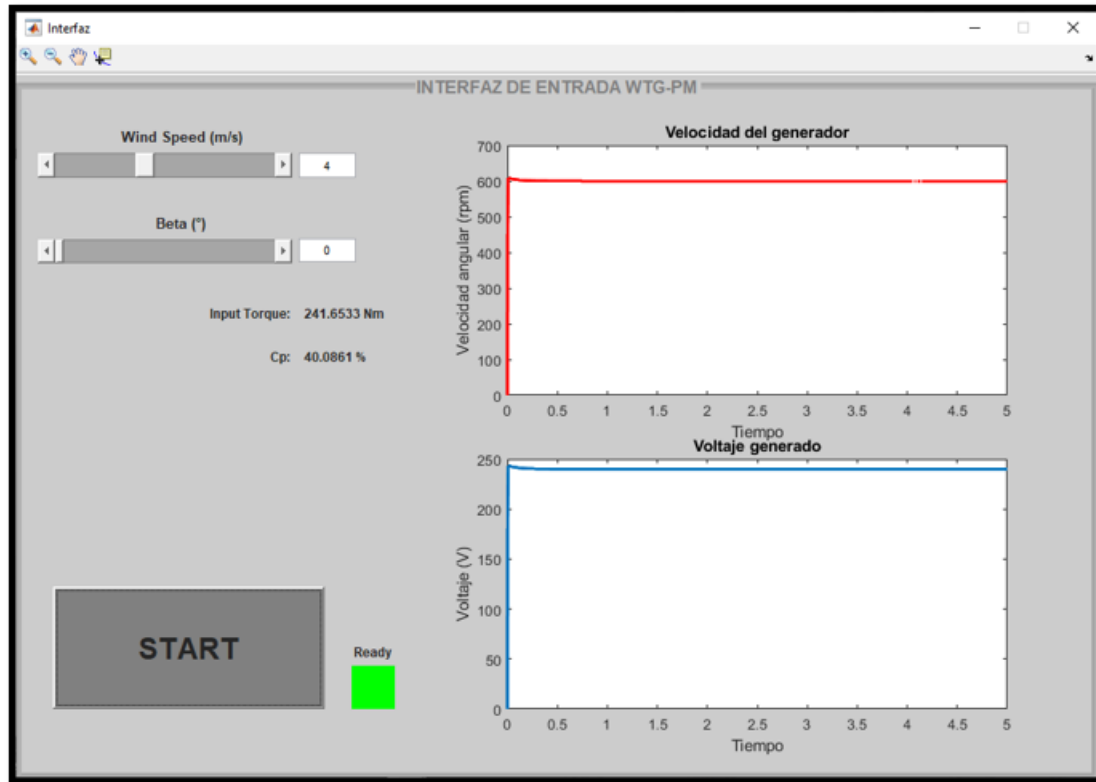 Interfaz
INTERFAZ DE ENTRADA WTG-PM
Wind Speed (m/s)
4
Beta (°)
0
Input Torque: 241.6533 Nm
Cp: 40.0861 %
START
Ready
Velocidad del generador
Velocidad angular (rpm)
700
600
500
400
300
200
100
0
0 0.5 1 1.5 2 2.5 3 3.5 4 4.5 5
Tiempo
Voltaje generado
Voltaje (V)
250
200
150
100
50
0
0 0.5 1 1.5 2 2.5 3 3.5 4 4.5 5
Tiempo